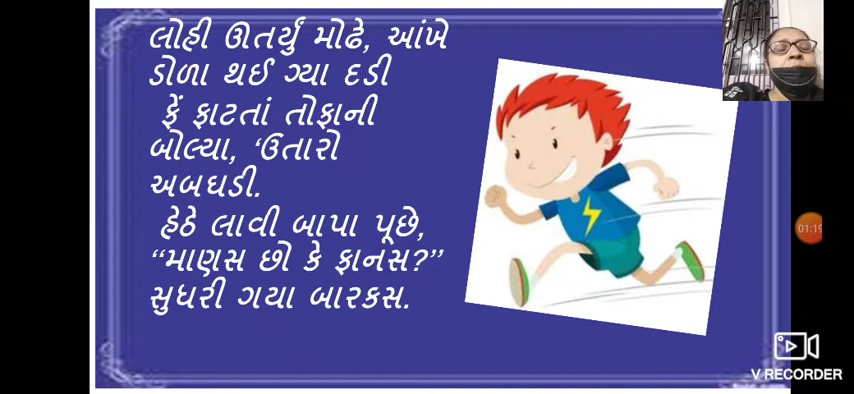 લોહી ઊતર્યું મોઢે, આંખે
ડોળા થઈ ગ્યા દડી
ફેં ફાટતાં તોફાની
બોલ્યા, ‘ઉતારો
અબઘડી.
હેઠે લાવી બાપા પૂછે,
“માણસ છો કે ફાનસ?”
સુધરી ગયા બારકસ.
01:19
V RECORDER